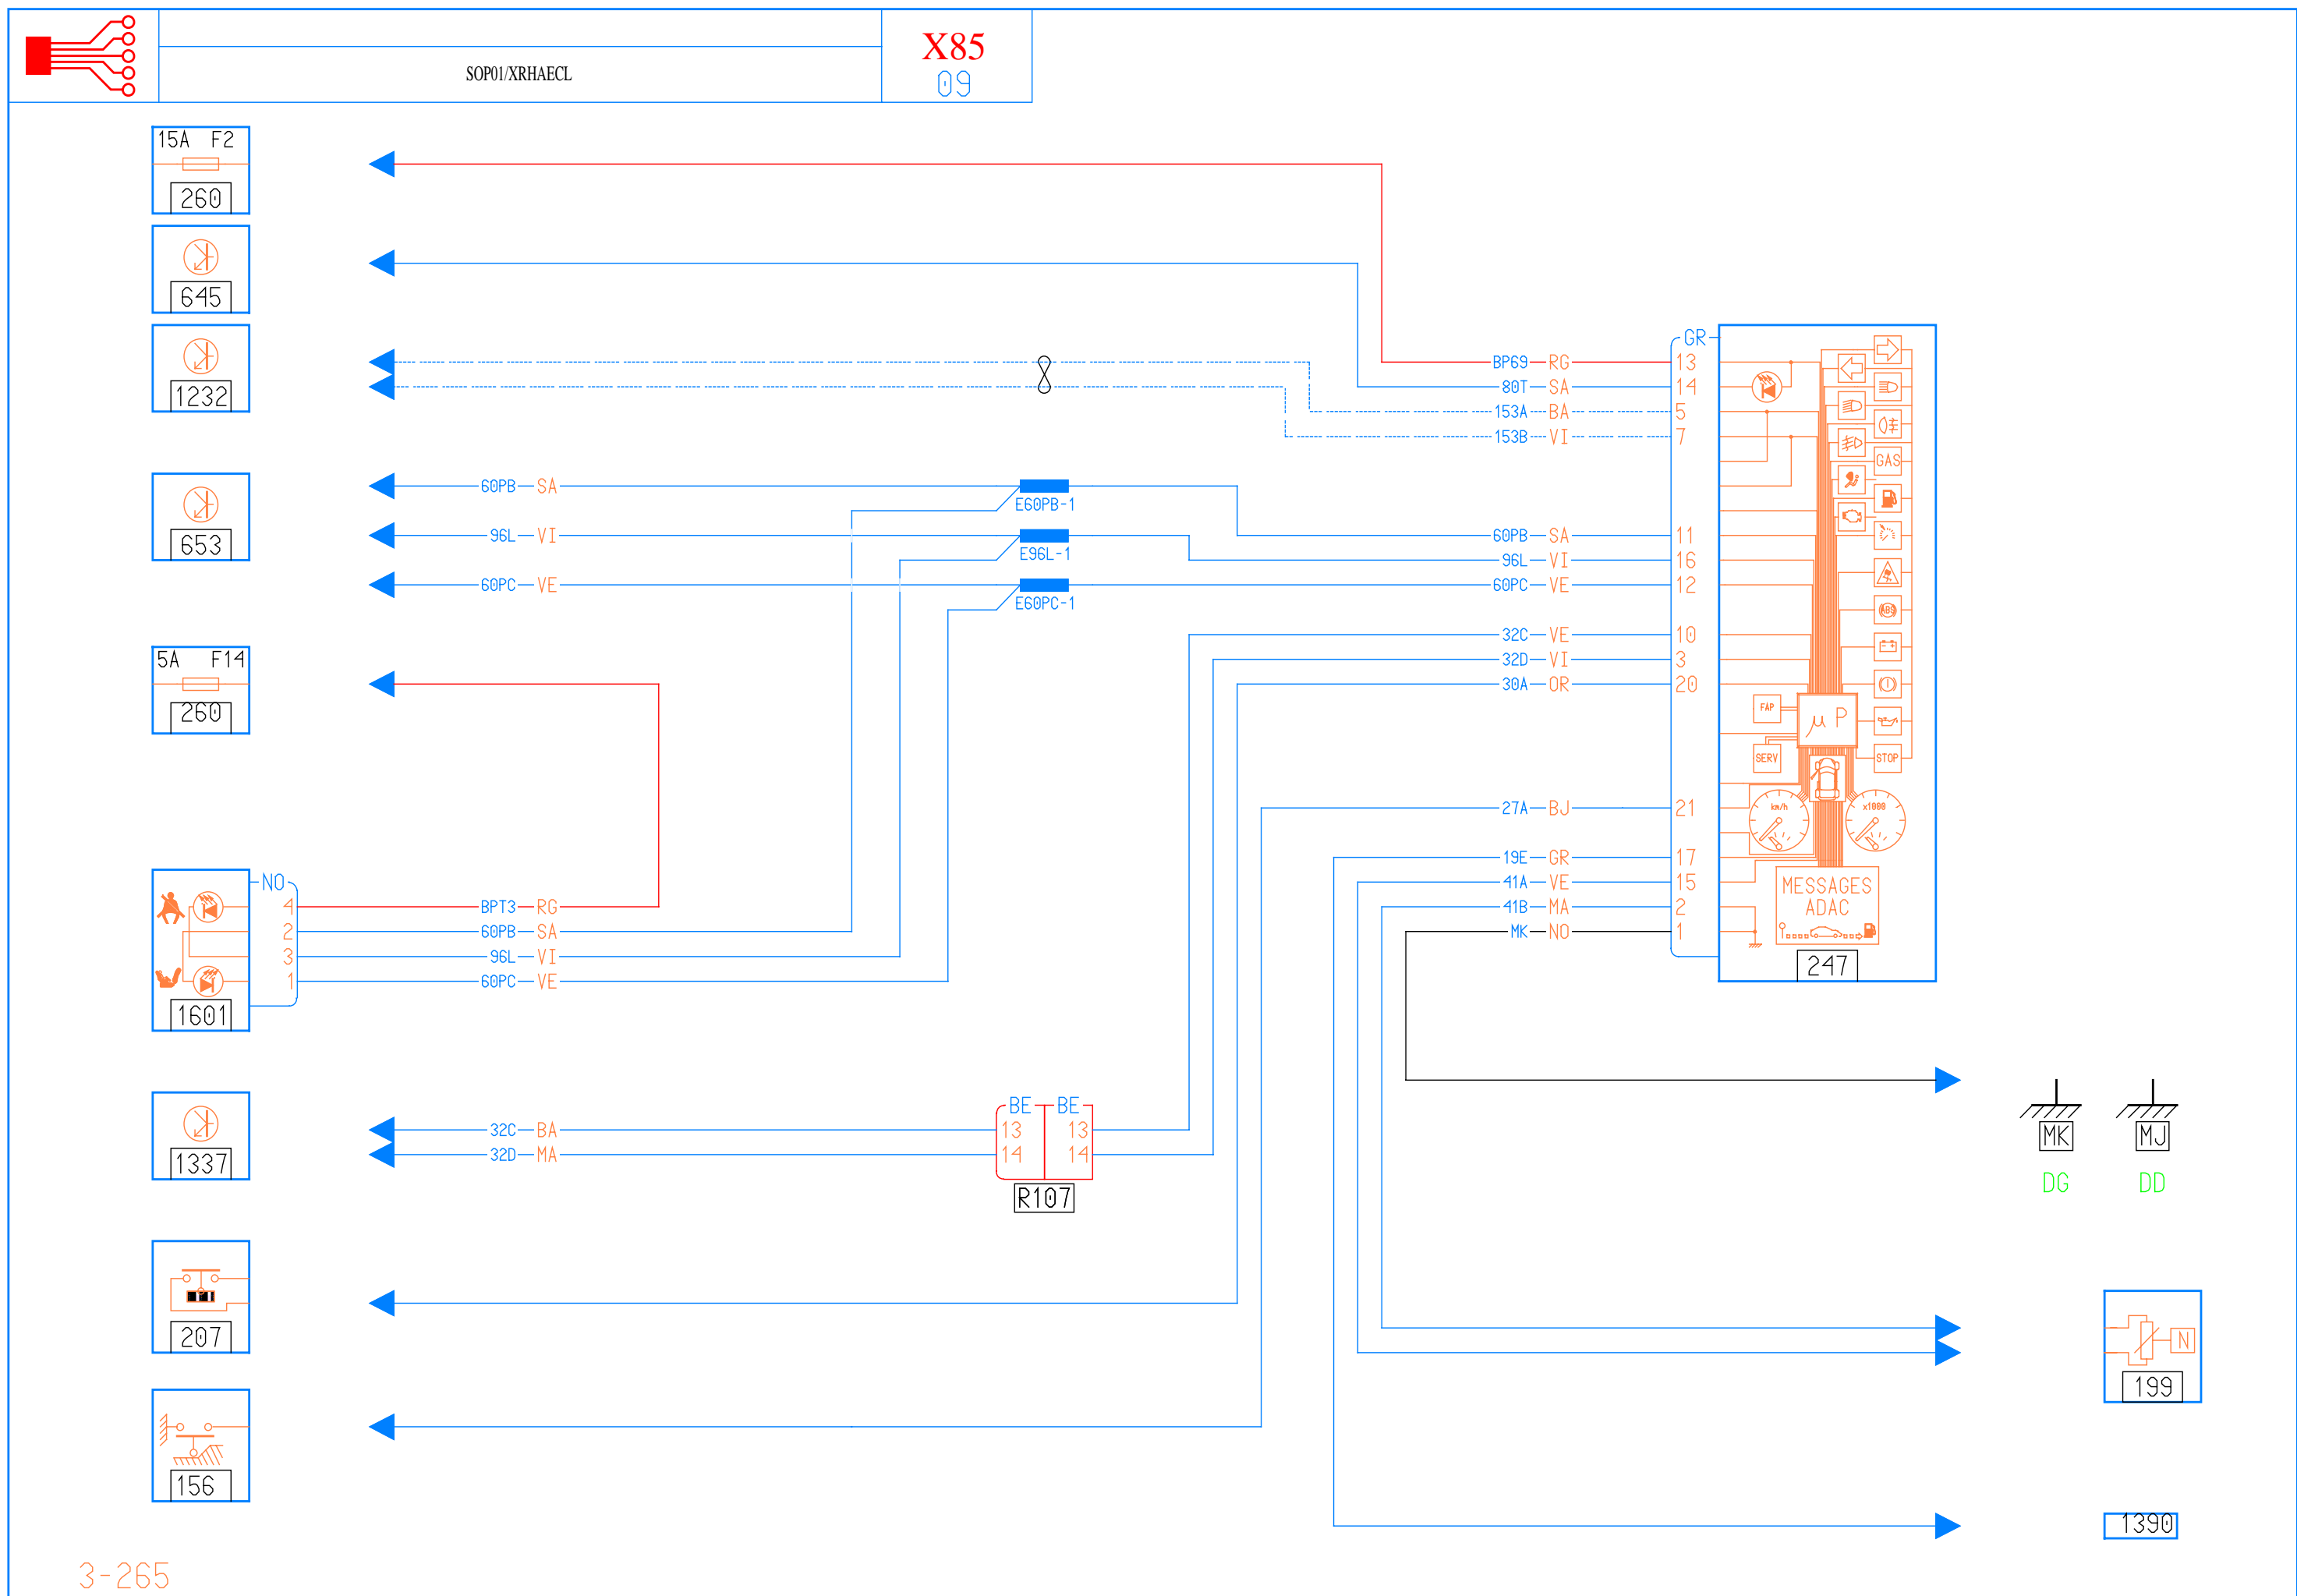 X85
SOP01/XRHAECL
09
15A F2
260
645
GR
1232
BP69 RG 13
80T SA 14
153A BA 5
153B VI 7
GAS
60PB SA
E60PB-1
653
96L VI
E96L-1
60PB SA 11
96L VI 16
60PC VE
E60PC-1
60PC VE 12
ABS
5A F14
260
32C VE 10
32D VI 3
30A OR 20
FAP
µP
SERV
STOP
27A BJ 21
km/h
x1000
19E GR 17
41A VE 15
41B MA 2
MK NO 1
MESSAGES
ADAC
247
NO
BPT3 RG
4
60PB SA
2
96L VI
3
60PC VE
1
1601
BE BE
32C BA
13 13
32D MA
14 14
1337
R107
MK MJ
DG DD
207
N
199
156
1390
3-265